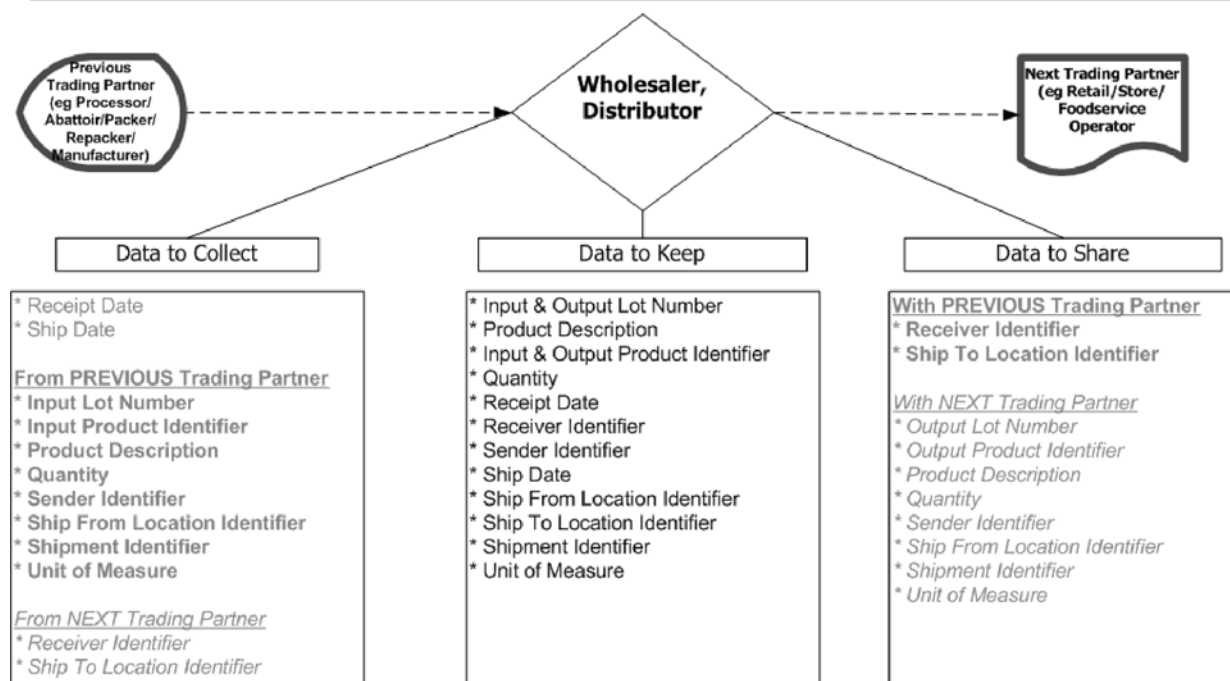 Previous
Trading Partner
(eg Processor/
Abattoir/Packer/
Repacker/
Manufacturer)
Wholesaler,
Distributor
Next Trading Partner
(eg Retail/Store/
Foodservice
Operator
Data to Collect
* Receipt Date
* Ship Date
From PREVIOUS Trading Partner
* Input Lot Number
* Input Product Identifier
* Product Description
* Quantity
* Sender Identifier
* Ship From Location Identifier
* Shipment Identifier
* Unit of Measure
From NEXT Trading Partner
* Receiver Identifier
* Ship To Location Identifier
Data to Keep
* Input & Output Lot Number
* Product Description
* Input & Output Product Identifier
* Quantity
* Receipt Date
* Receiver Identifier
* Sender Identifier
* Ship Date
* Ship From Location Identifier
* Ship To Location Identifier
* Shipment Identifier
* Unit of Measure
Data to Share
With PREVIOUS Trading Partner
* Receiver Identifier
* Ship To Location Identifier
With NEXT Trading Partner
* Output Lot Number
* Output Product Identifier
* Product Description
* Quantity
* Sender Identifier
* Ship From Location Identifier
* Shipment Identifier
* Unit of Measure